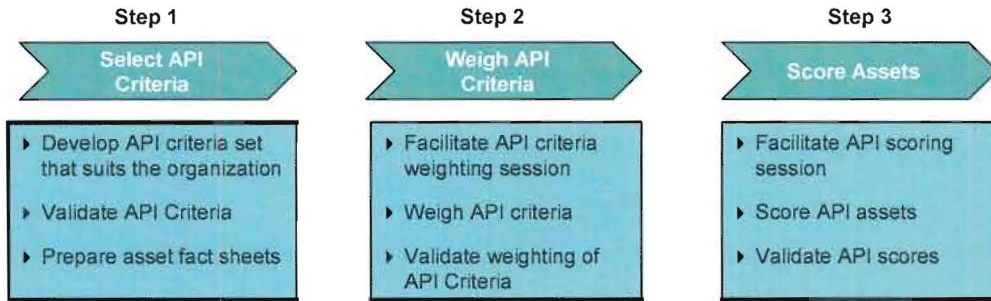 Step 1
Select API
Criteria
Develop API criteria set
that suits the organization
Validate API Criteria
Prepare asset fact sheets
Step 2
Weigh API
Criteria
Facilitate API criteria
weighting session
Weigh API criteria
Validate weighting of
API Criteria
Step 3
Score Assets
Facilitate API scoring
session
Score API assets
Validate API scores